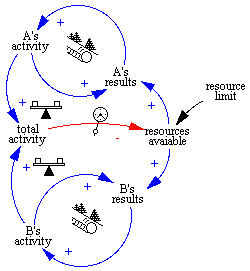 A's
activity
+
+
A's
results
+
+
resource
limit
total
activity
-
resources
avaiable
+
+
B's
results
B's
activity
+